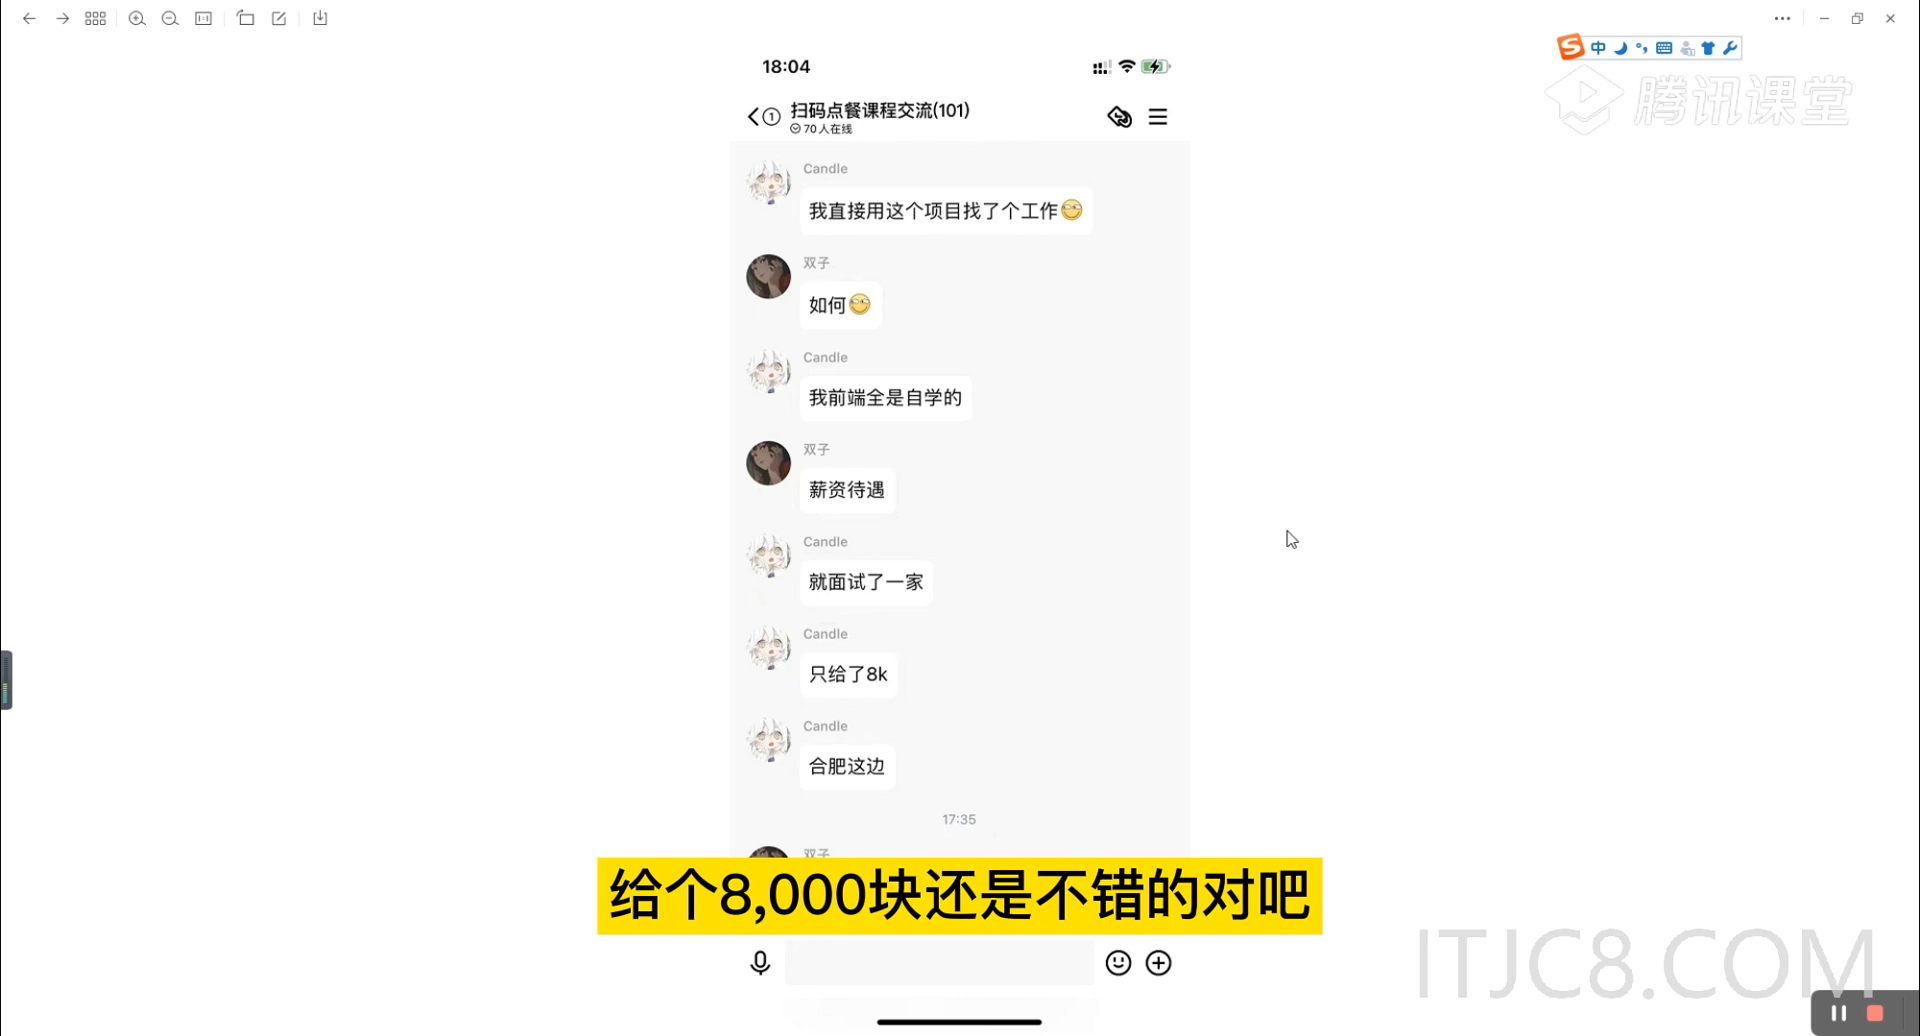 中
腾讯课堂
18:04
1
扫码点餐课程交流(101)
70人在线
Candle
我直接用这个项目找了个工作
双子
如何
Candle
我前端全是自学的
双子
薪资待遇
Candle
就面试了一家
Candle
只给了8k
Candle
合肥这边
17:35
双子
给个8,000块还是不错的对吧
ITJC8.COM